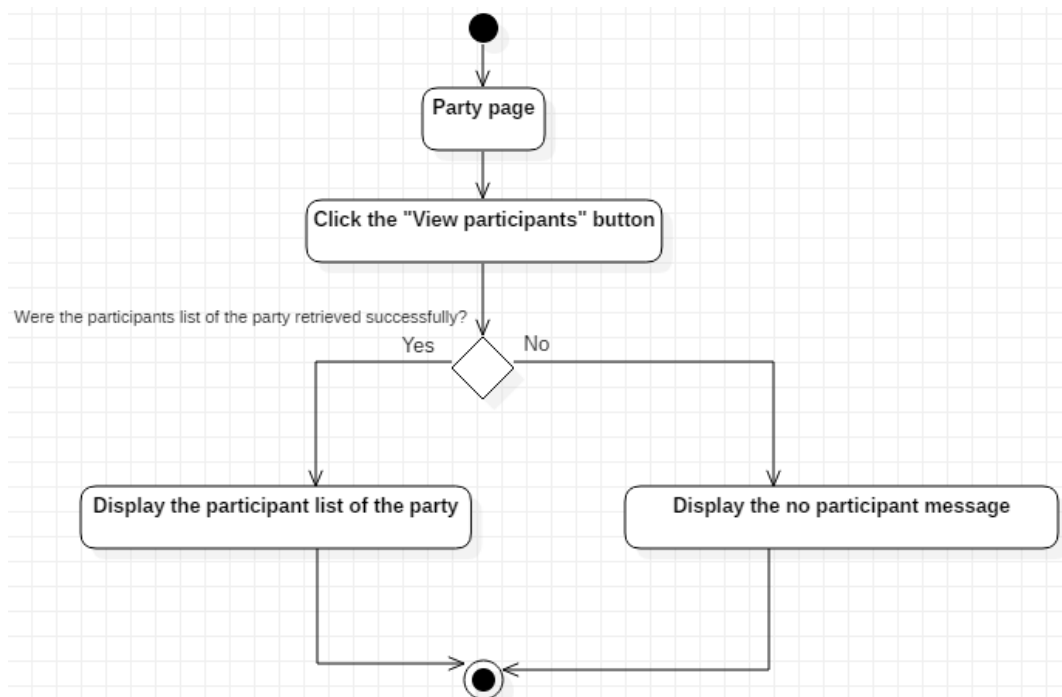 Party page
Click the "View participants" button
Were the participants list of the party retrieved successfully?
Yes
No
Display the participant list of the party
Display the no participant message